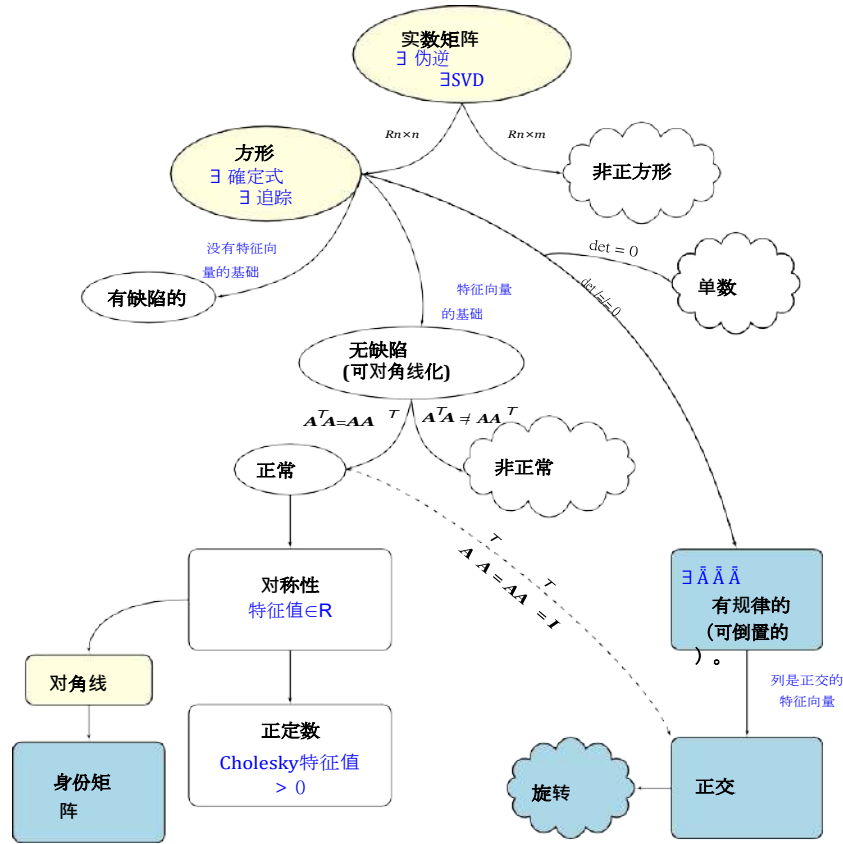 实数矩阵
∃ 伪逆
∃SVD
Rn×n
Rn×m
方形
∃ 確定式
∃ 追踪
非正方形
没有特征向
量的基础
det = 0
有缺陷的
特征向量
的基础
det /=/= 0
单数
无缺陷
(可对角线化)
AᵀA=AA ᵀ
AᵀA ≠ AA ᵀ
正常
非正常
T T
A A = AA = I
对称性
特征值∈R
∃ Ǟ Ǟ Ǟ
有规律的
(可倒置的
) 。
对角线
列是正交的
特征向量
正定数
Cholesky特征值
> 0
身份矩
阵
旋转
正交